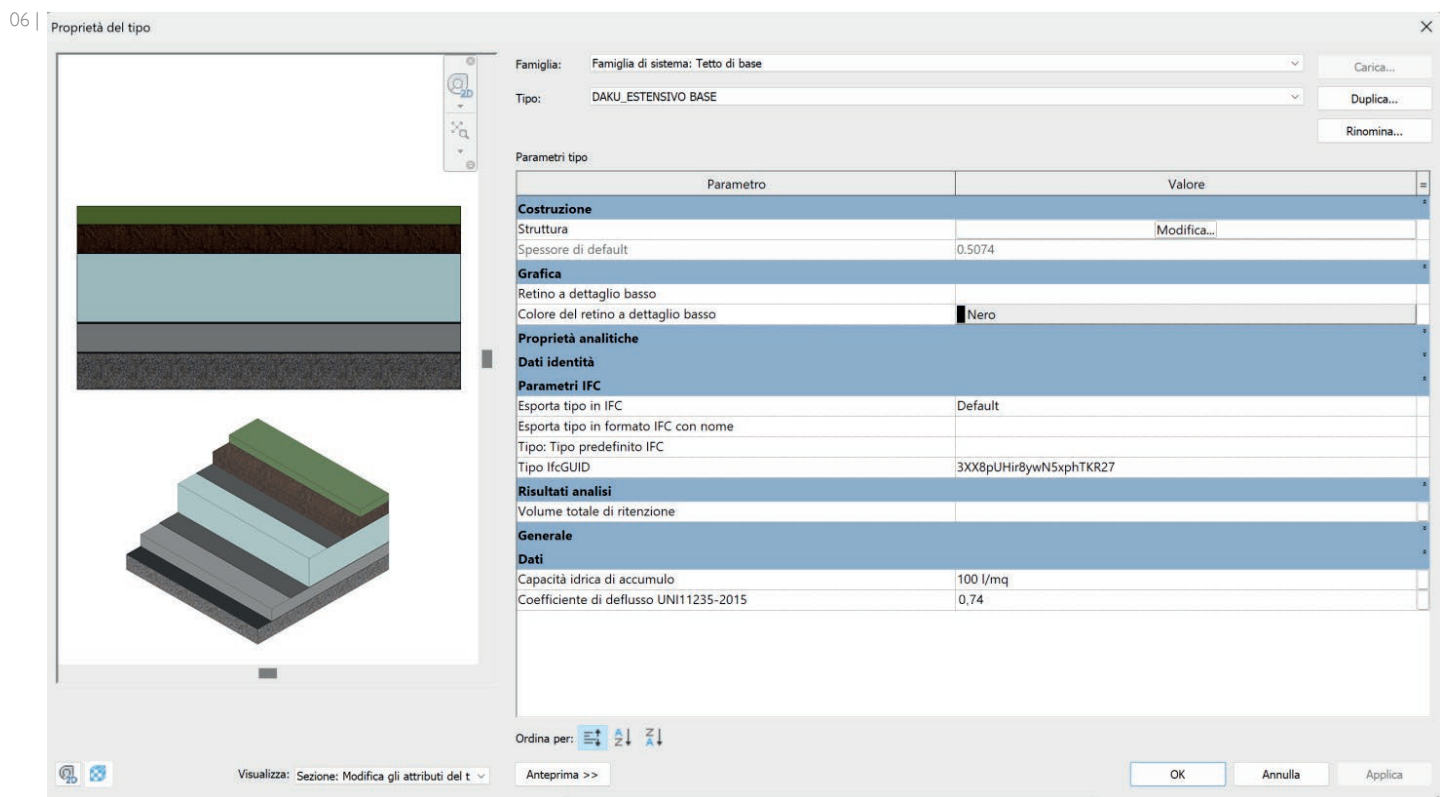 06 |
Proprietà del tipo
2D
Famiglia: Famiglia di sistema: Tetto di base Carica...
Tipo: DAKU_ESTENSIVO BASE Duplica...
Rinomina...
Parametri tipo
Parametro Valore =
Costruzione
Struttura Modifica...
Spessore di default 0.5074
Grafica
Retino a dettaglio basso
Colore del retino a dettaglio basso Nero
Proprietà analitiche
Dati identità
Parametri IFC
Esporta tipo in IFC Default
Esporta tipo in formato IFC con nome
Tipo: Tipo predefinito IFC
Tipo IfcGUID 3XX8pUHir8ywN5xphTKR27
Risultati analisi
Volume totale di ritenzione
Generale
Dati
Capacità idrica di accumulo 100 l/mq
Coefficiente di deflusso UNI11235-2015 0,74
Ordina per:
Visualizza: Sezione: Modifica gli attributi del t Anteprima >> OK Annulla Applica